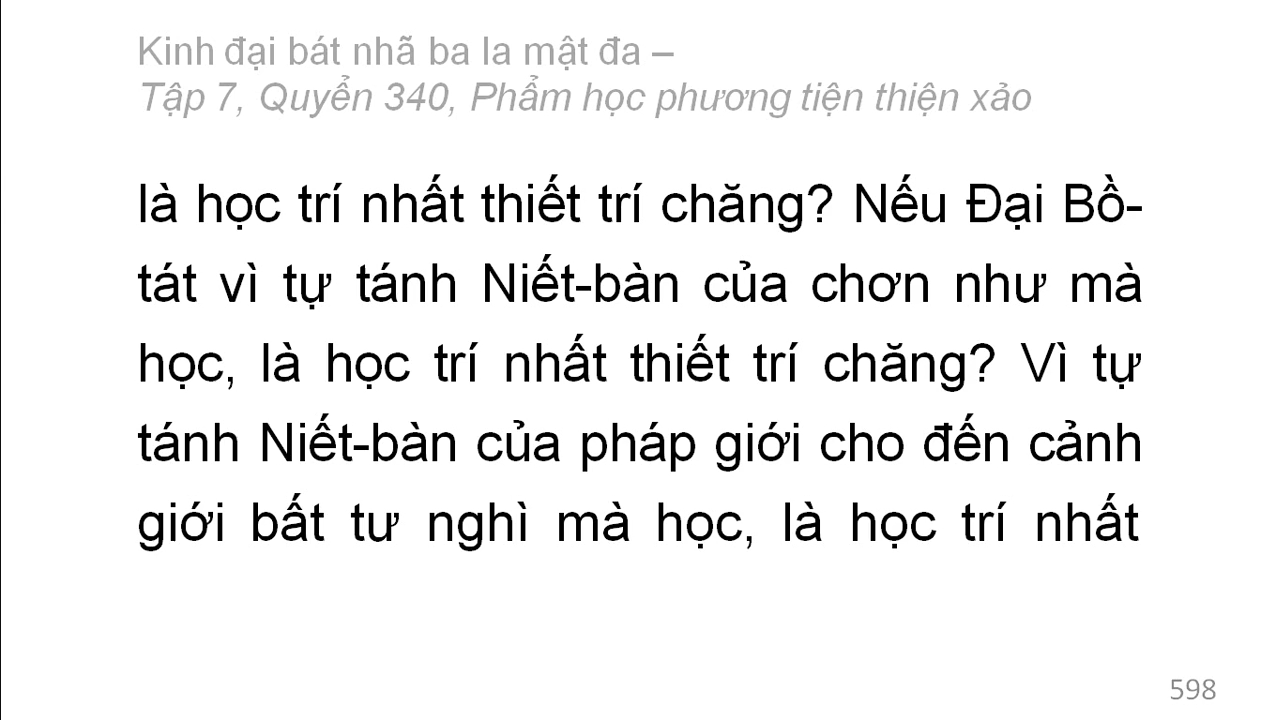 Kinh đại bát nhã ba la mật đa –
Tập 7, Quyển 340, Phẩm học phương tiện thiện xảo
là học trí nhất thiết trí chăng? Nếu Đại Bồ-
tát vì tự tánh Niết-bàn của chơn như mà
học, là học trí nhất thiết trí chăng? Vì tự
tánh Niết-bàn của pháp giới cho đến cảnh
giới bất tư nghì mà học, là học trí nhất
598